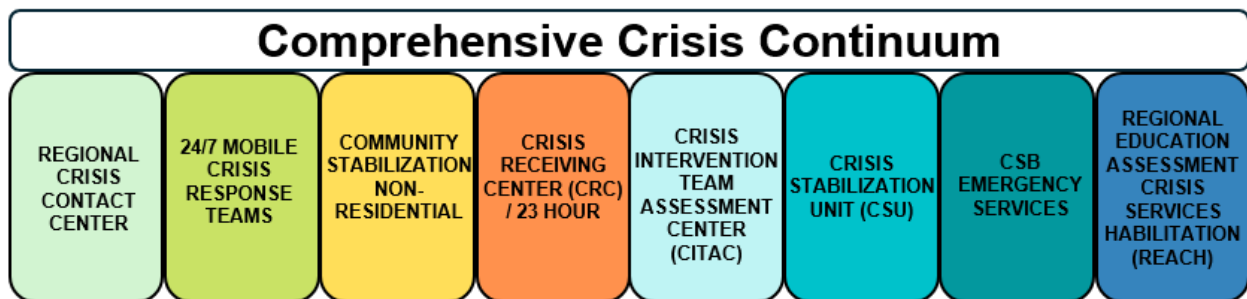 Comprehensive Crisis Continuum
REGIONAL
CRISIS
CONTACT
CENTER
24/7 MOBILE
CRISIS
RESPONSE
TEAMS
COMMUNITY
STABILIZATION
NON-
RESIDENTIAL
CRISIS
RECEIVING
CENTER (CRC)
/ 23 HOUR
CRISIS
INTERVENTION
TEAM
ASSESSMENT
CENTER
(CITAC)
CRISIS
STABILIZATION
UNIT (CSU)
CSB
EMERGENCY
SERVICES
REGIONAL
EDUCATION
ASSESSMENT
CRISIS
SERVICES
HABILITATION
(REACH)